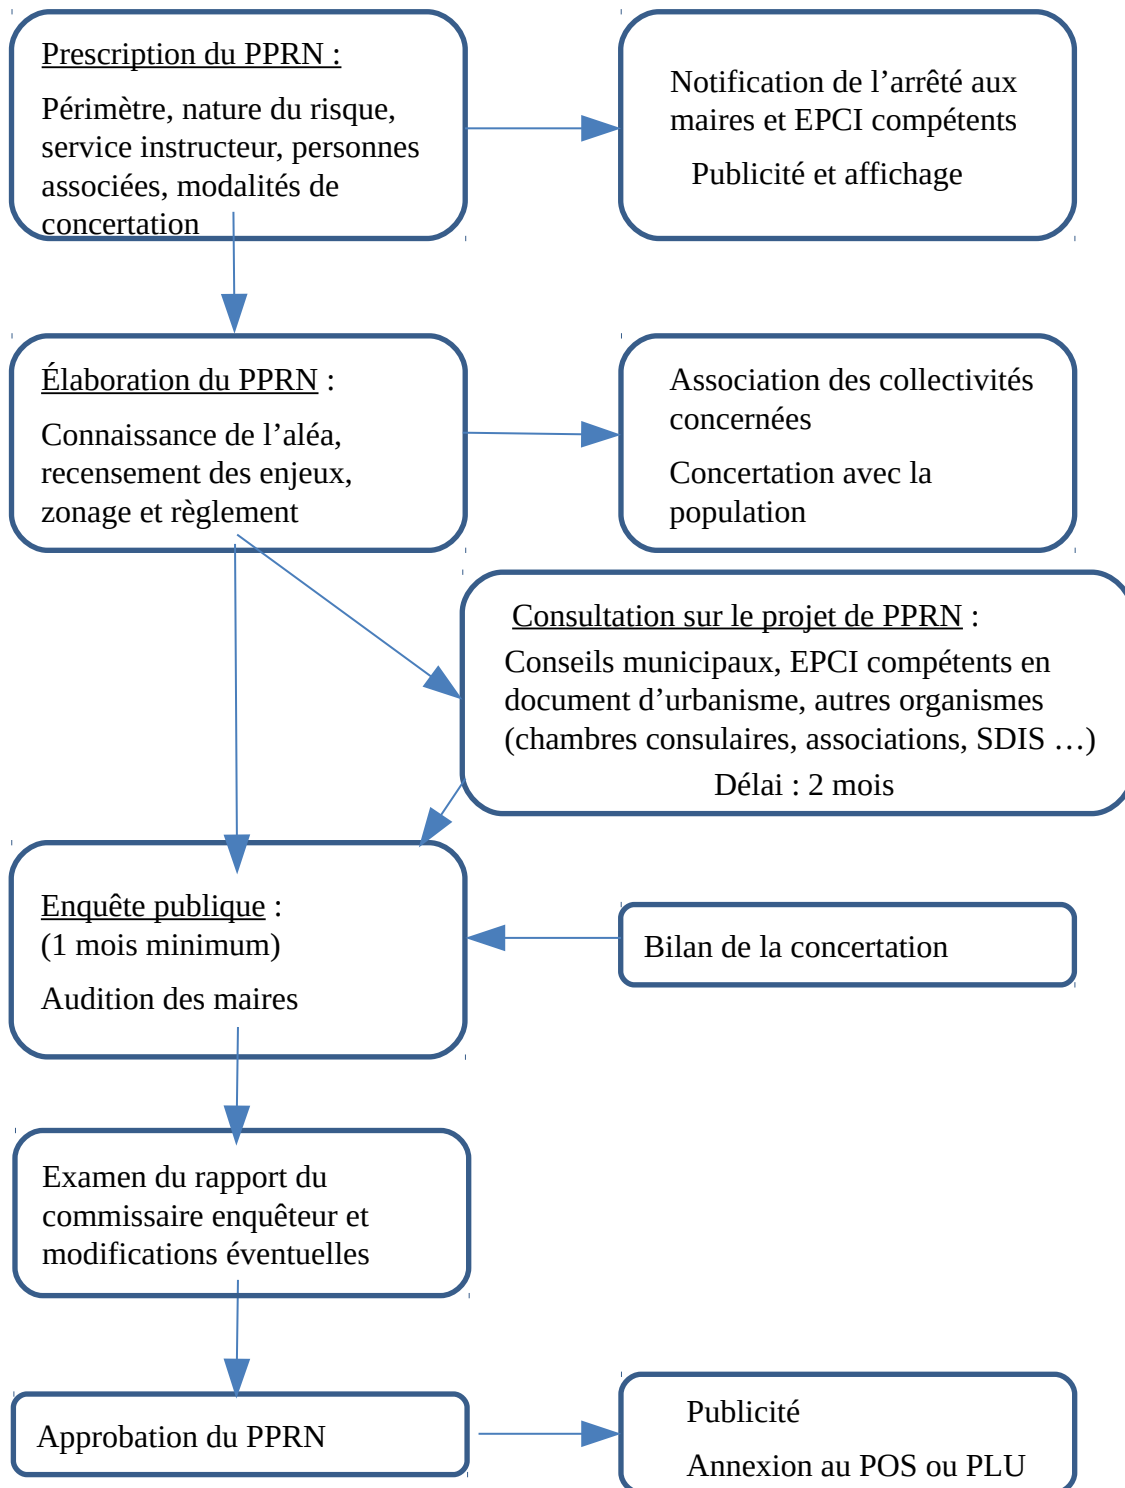 Prescription du PPRN :
Périmètre, nature du risque,
service instructeur, personnes
associées, modalités de
concertation
Notification de l’arrêté aux
maires et EPCI compétents
Publicité et affichage
Élaboration du PPRN :
Connaissance de l’aléa,
recensement des enjeux,
zonage et règlement
Association des collectivités
concernées
Concertation avec la
population
Consultation sur le projet de PPRN :
Conseils municipaux, EPCI compétents en
document d’urbanisme, autres organismes
(chambres consulaires, associations, SDIS …)
Délai : 2 mois
Enquête publique :
(1 mois minimum)
Audition des maires
Bilan de la concertation
Examen du rapport du
commissaire enquêteur et
modifications éventuelles
Approbation du PPRN
Publicité
Annexion au POS ou PLU